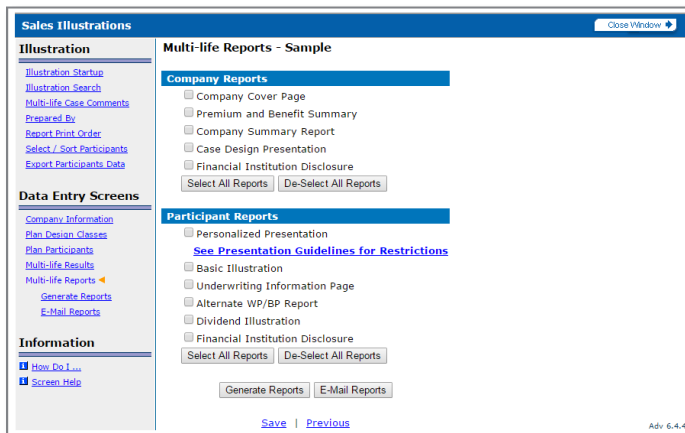 Sales Illustrations
Close Window
Illustration
Illustration Startup
Illustration Search
Multi-life Case Comments
Prepared By
Report Print Order
Select / Sort Participants
Export Participants Data
Data Entry Screens
Company Information
Plan Design Classes
Plan Participants
Multi-life Results
Multi-life Reports
Generate Reports
E-Mail Reports
Information
How Do I ...
Screen Help
Multi-life Reports - Sample
Company Reports
Company Cover Page
Premium and Benefit Summary
Company Summary Report
Case Design Presentation
Financial Institution Disclosure
Select All Reports De-Select All Reports
Participant Reports
Personalized Presentation
See Presentation Guidelines for Restrictions
Basic Illustration
Underwriting Information Page
Alternate WP/BP Report
Dividend Illustration
Financial Institution Disclosure
Select All Reports De-Select All Reports
Generate Reports E-Mail Reports
Save | Previous
Adv 6.4.4